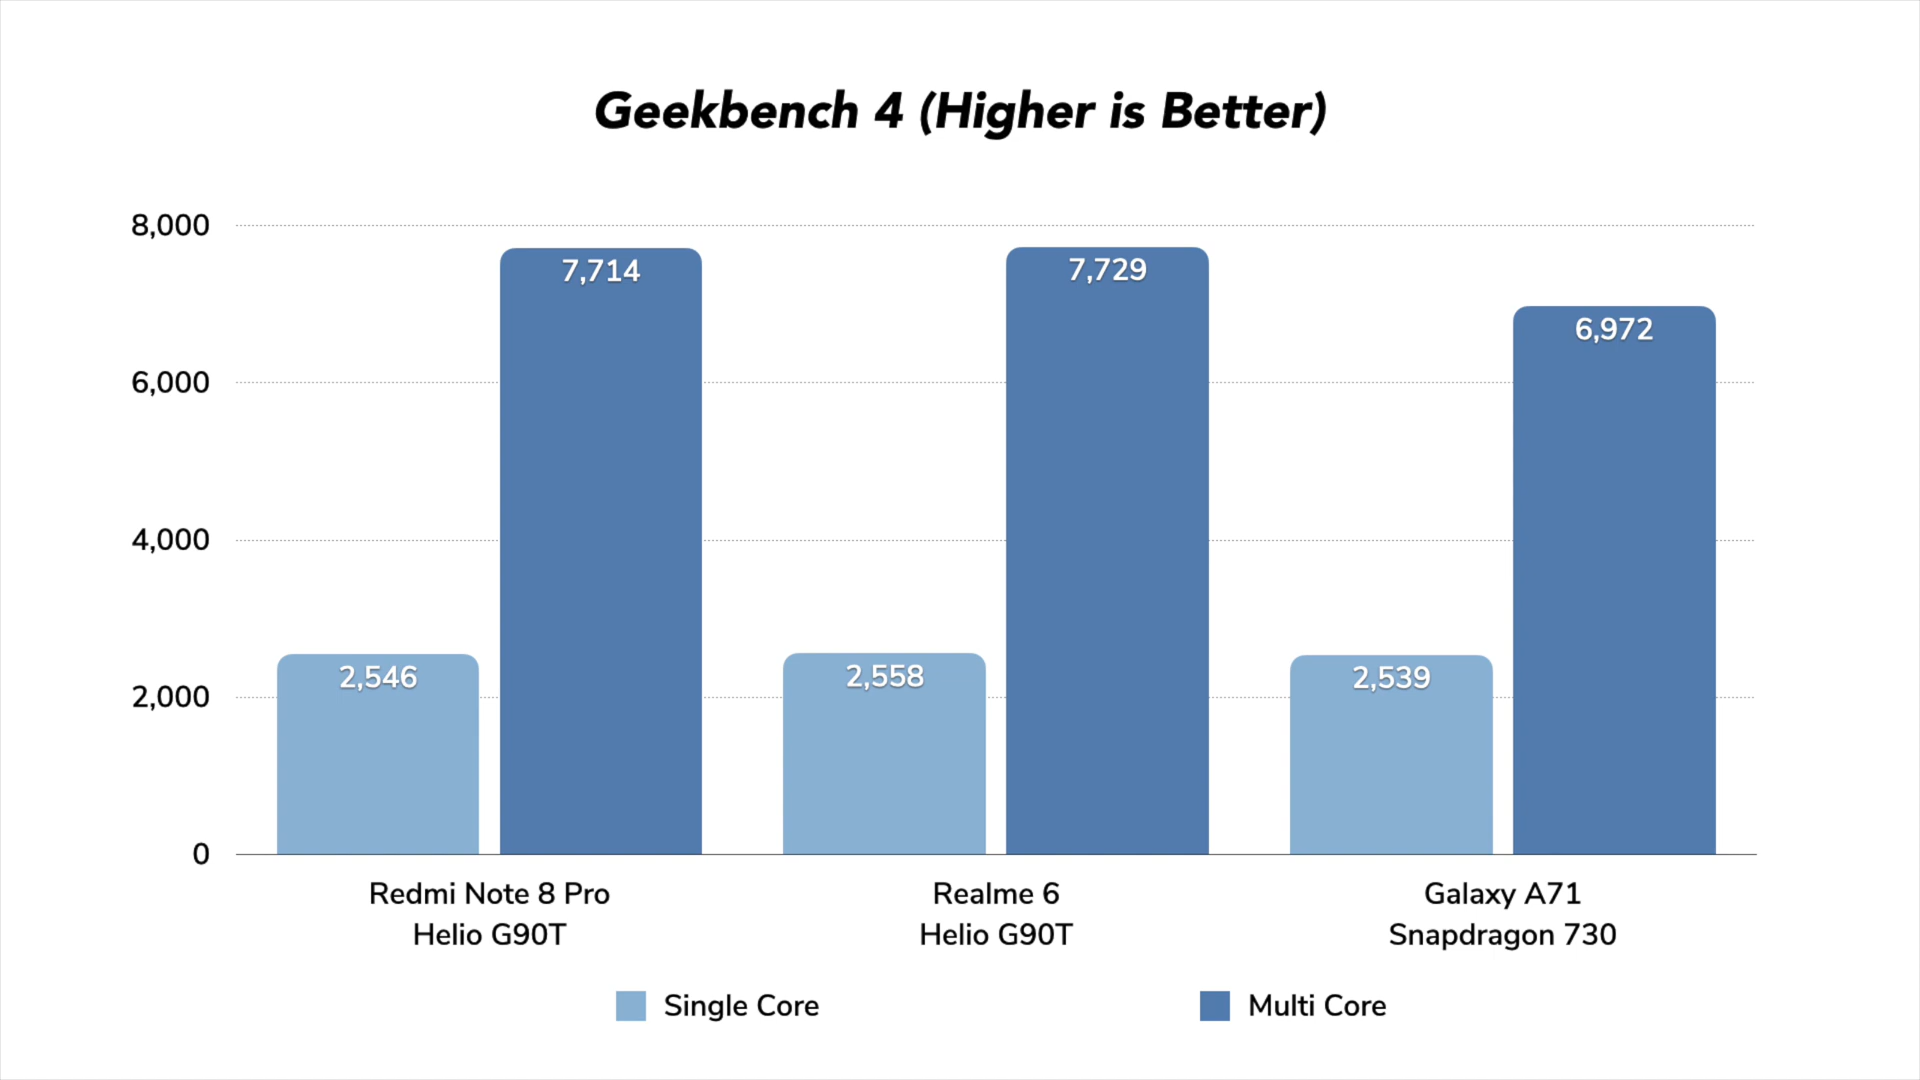 Geekbench 4 (Higher is Better)
8,000
6,000
4,000
2,000
0
7,714
7,729
6,972
2,546
2,558
2,539
Redmi Note 8 Pro
Helio G90T
Realme 6
Helio G90T
Galaxy A71
Snapdragon 730
Single Core
Multi Core